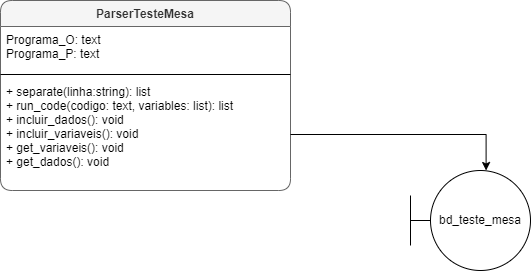 ParserTesteMesa
Programa_O: text
Programa_P: text
+ separate(linha:string): list
+ run_code(codigo: text, variables: list): list
+ incluir_dados(): void
+ incluir_variaveis(): void
+ get_variaveis(): void
+ get_dados(): void
bd_teste_mesa